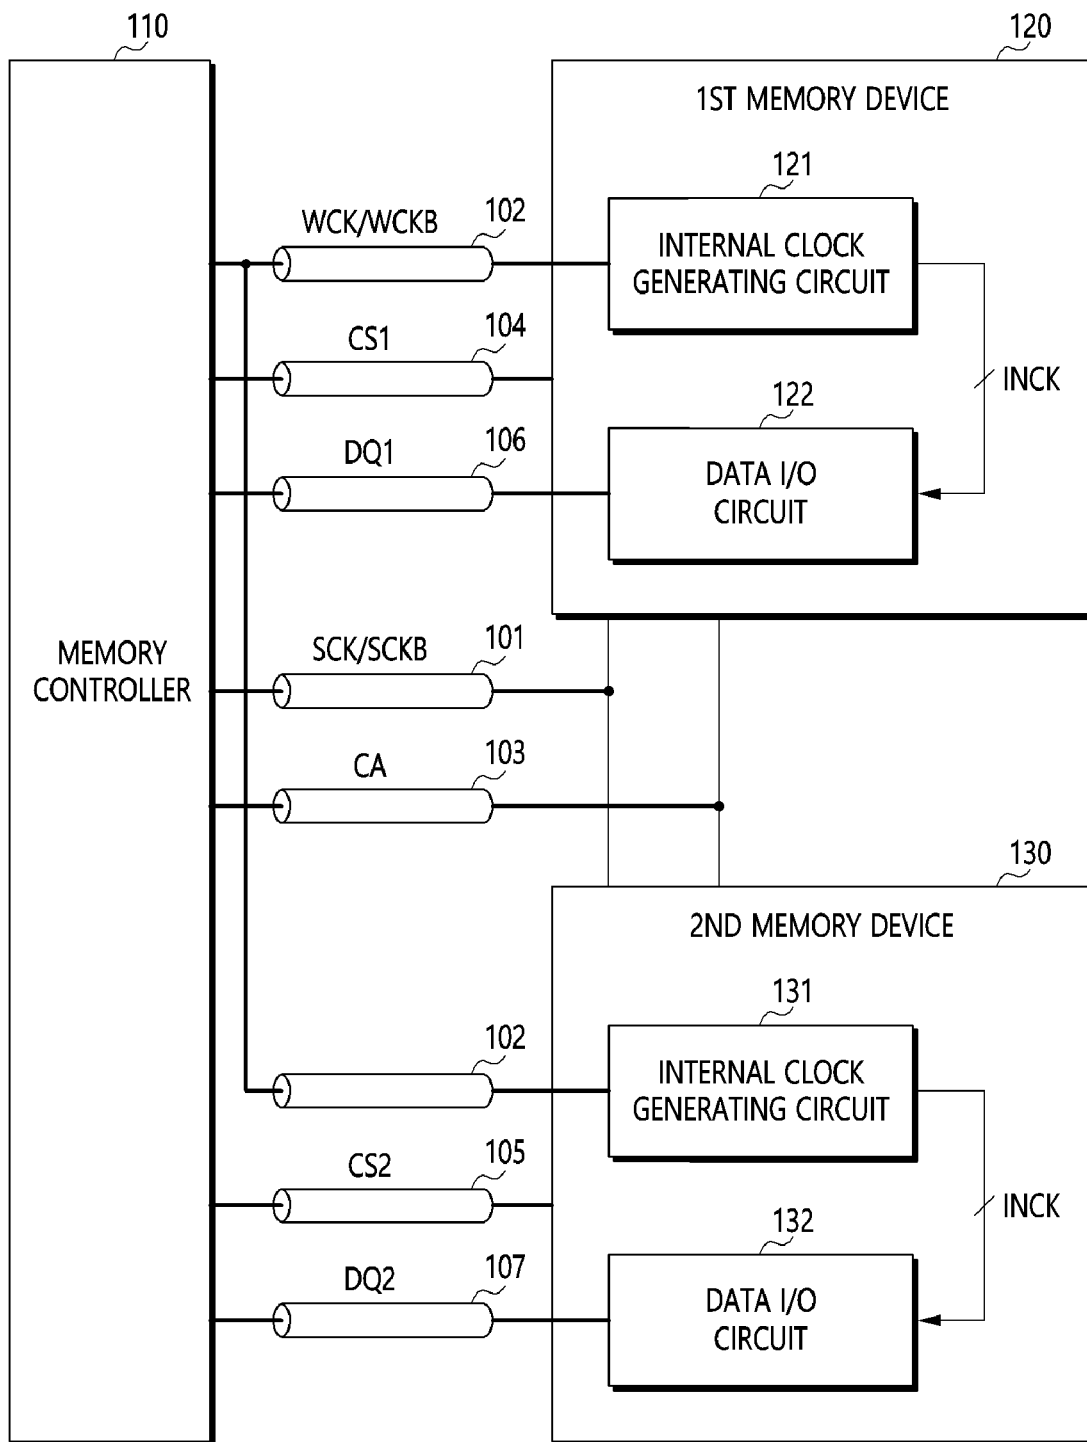 110
120
1ST MEMORY DEVICE
121
WCK/WCKB
102
INTERNAL CLOCK
GENERATING CIRCUIT
CS1
104
INCK
122
DQ1
106
DATA I/O
CIRCUIT
MEMORY
CONTROLLER
SCK/SCKB
101
CA
103
130
2ND MEMORY DEVICE
131
102
INTERNAL CLOCK
GENERATING CIRCUIT
CS2
105
INCK
132
DQ2
107
DATA I/O
CIRCUIT